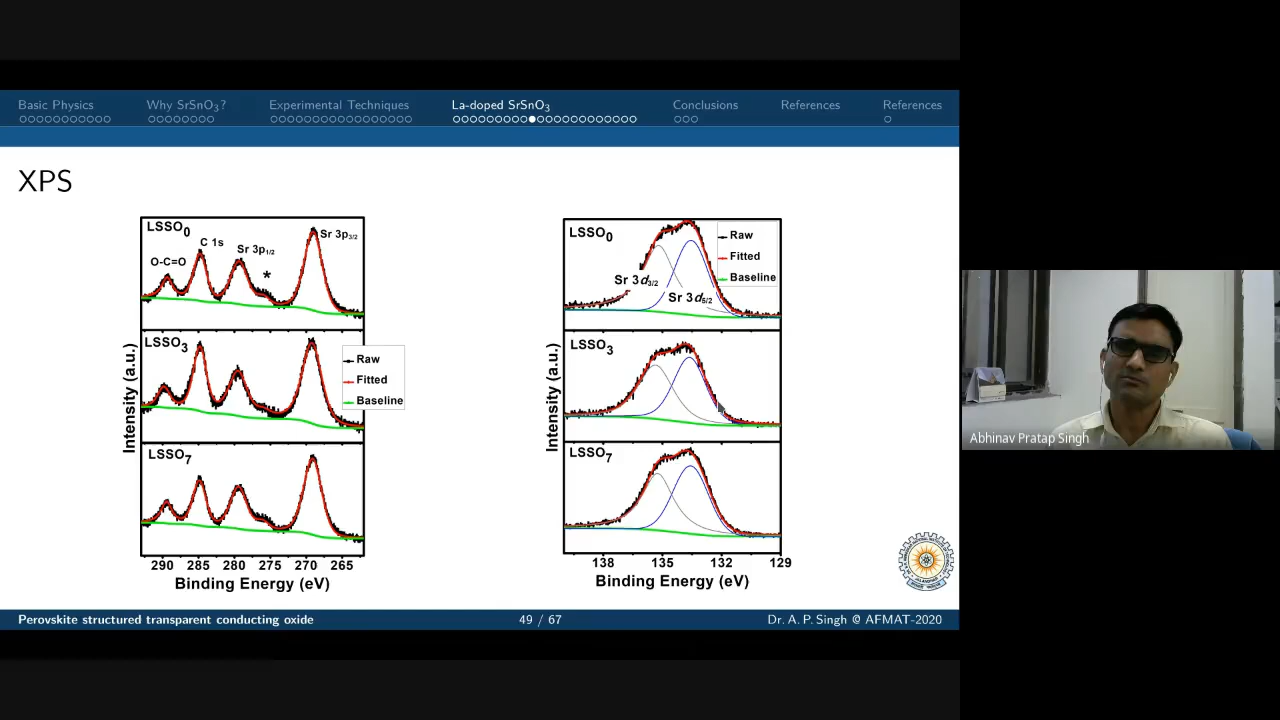 Basic Physics Why SrSnO₃? Experimental Techniques La-doped SrSnO₃ Conclusions References References
XPS
LSSO₀
O-C=O
C 1s
Sr 3p₁/₂
*
Sr 3p₃/₂
LSSO₃
Raw
Fitted
Baseline
LSSO₇
Intensity (a.u.)
290 285 280 275 270 265
Binding Energy (eV)
LSSO₀
Raw
Fitted
Baseline
Sr 3d₃/₂
Sr 3d₅/₂
LSSO₃
LSSO₇
Intensity (a.u.)
138 135 132 129
Binding Energy (eV)
Perovskite structured transparent conducting oxide 49 / 67 Dr. A. P. Singh @ AFMAT-2020
Abhinav Pratap Singh